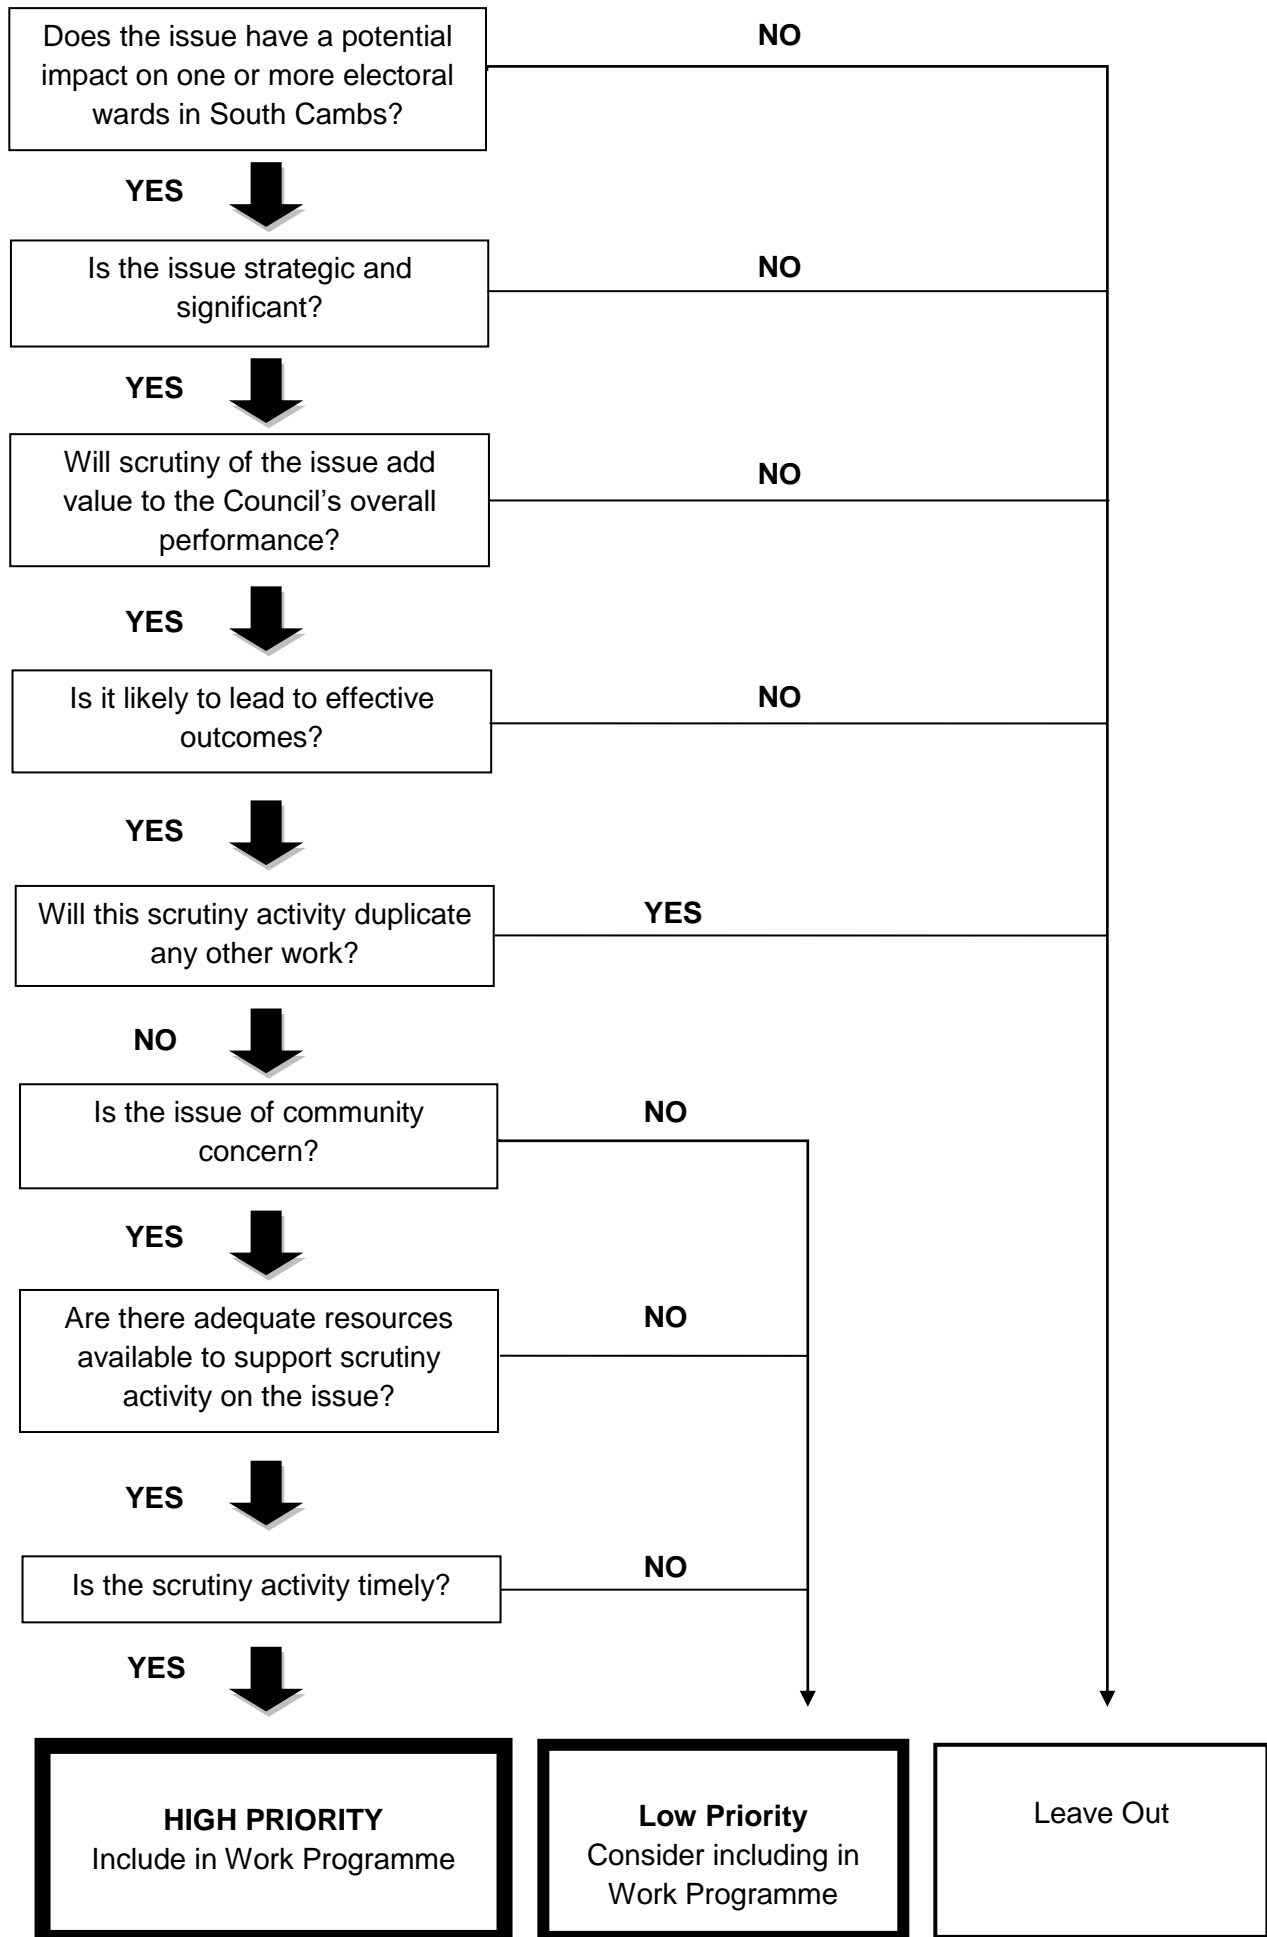 Does the issue have a potential
impact on one or more electoral
wards in South Cambs?
NO
YES
Is the issue strategic and
significant?
NO
YES
Will scrutiny of the issue add
value to the Council’s overall
performance?
NO
YES
Is it likely to lead to effective
outcomes?
NO
YES
Will this scrutiny activity duplicate
any other work?
YES
NO
Is the issue of community
concern?
NO
YES
Are there adequate resources
available to support scrutiny
activity on the issue?
NO
YES
Is the scrutiny activity timely?
NO
YES
HIGH PRIORITY
Include in Work Programme
Low Priority
Consider including in
Work Programme
Leave Out